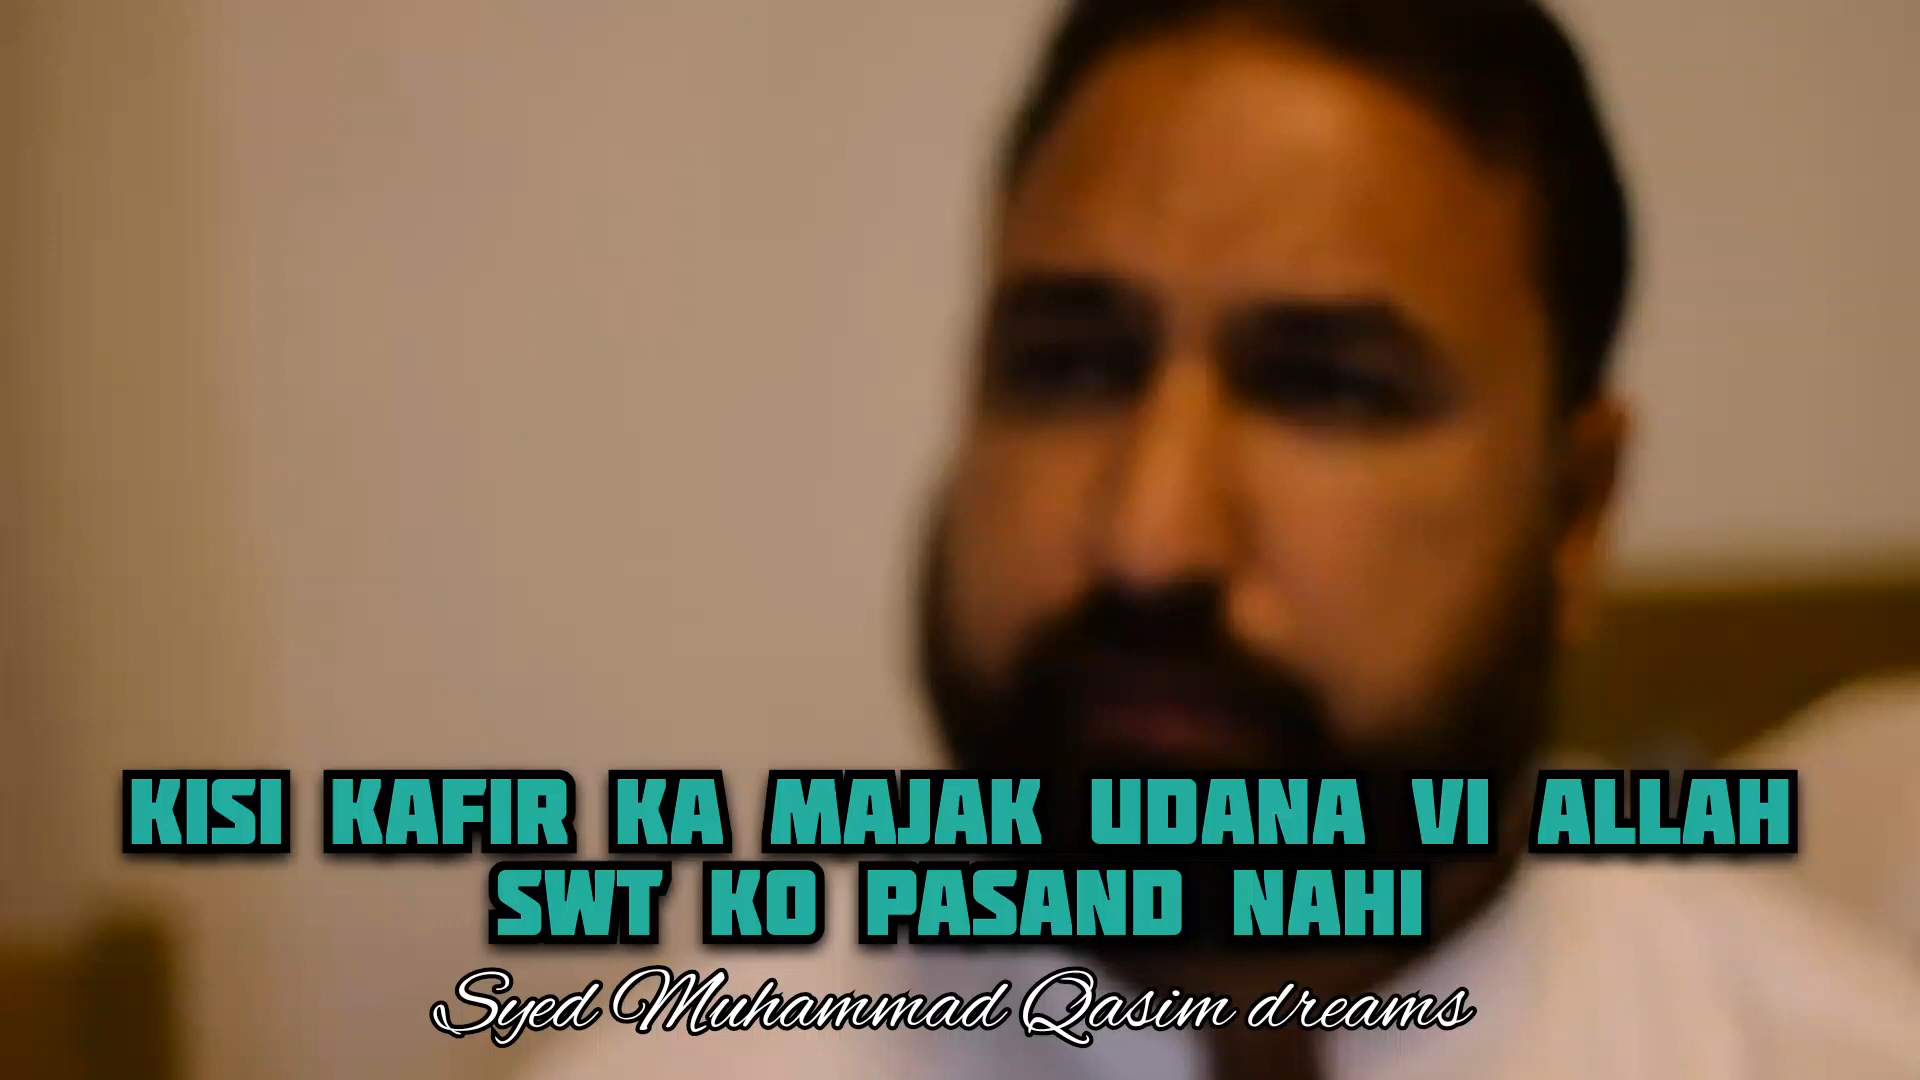 KISI KAFIR KA MAJAK UDANA VI ALLAH
SWT KO PASAND NAHI
Syed Muhammad Qasim dreams